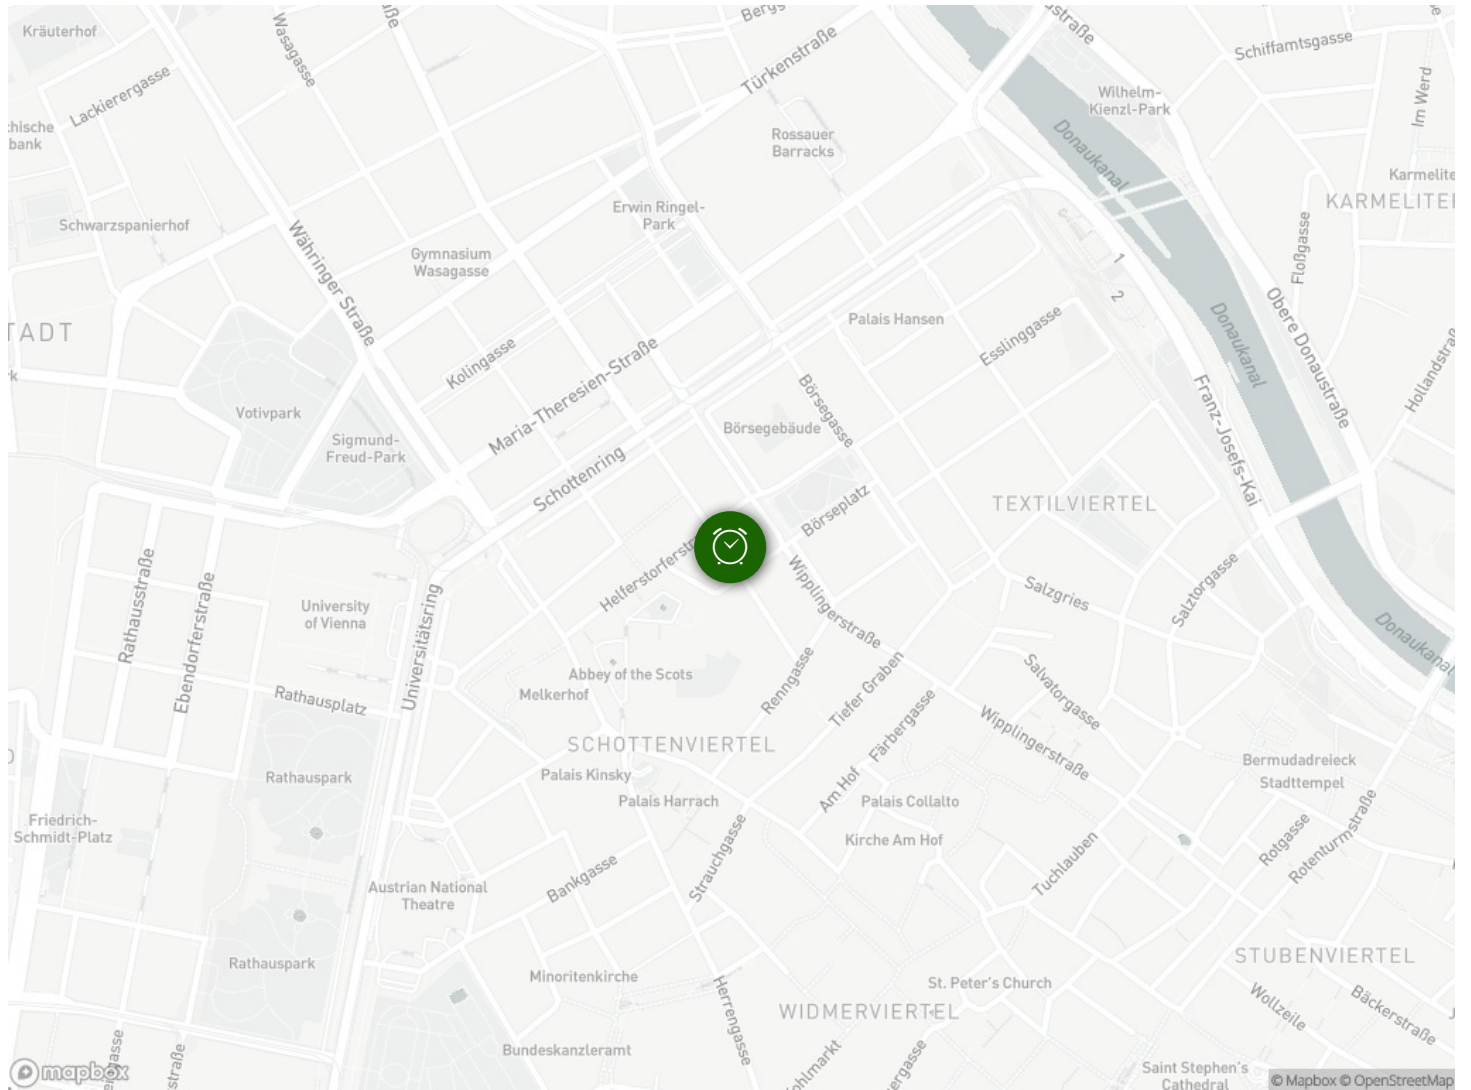 Kräuterhof
Wasagasse
Türkenstraße
Schiffamtsgasse
Im Werd
Lackierergasse
Wilhelm-
Kienzl-Park
Rossauer
Barracks
Donaukanal
Karmelite
KARMELITE
Erwin Ringel-
Park
Schwarzspanierhof
Währinger Straße
Gymnasium
Wasagasse
1
2
Floßgasse
Obere Donaustraße
Donaukanal
Palais Hansen
Esslinggasse
TADT
Kolingasse
Maria-Theresien-Straße
Börsegasse
Franz-Josefs-Kai
Votivpark
Sigmund-
Freud-Park
Börsegebäude
Schottenring
Börseplatz
TEXTILVIERTEL
Helferstorferstr
Wipplingerstraße
Salzgries
Salztorgasse
Donaukanal
Rathausstraße
Ebendorferstraße
University
of Vienna
Universitätsring
Abbey of the Scots
Melkerhof
Renngasse
Tiefer Graben
Färbergasse
Salvatorgasse
Wipplingerstraße
Rathausplatz
SCHOTTENVIERTEL
Palais Kinsky
Palais Harrach
Am Hof
Palais Collalto
Kirche Am Hof
Bermudadreieck
Stadttempel
Rathauspark
Friedrich-
Schmidt-Platz
Strauchgasse
Tuchlauben
Rotgasse
Rotenturmstraße
Bankgasse
Austrian National
Theatre
Rathauspark
Minoritenkirche
Herrengasse
St. Peter's Church
WIDMERVIERTEL
STUBENVIERTEL
Wollzeile
Bäckerstraße
Bundeskanzleramt
Saint Stephen's
Cathedral
mapbox
© Mapbox © OpenStreetMap